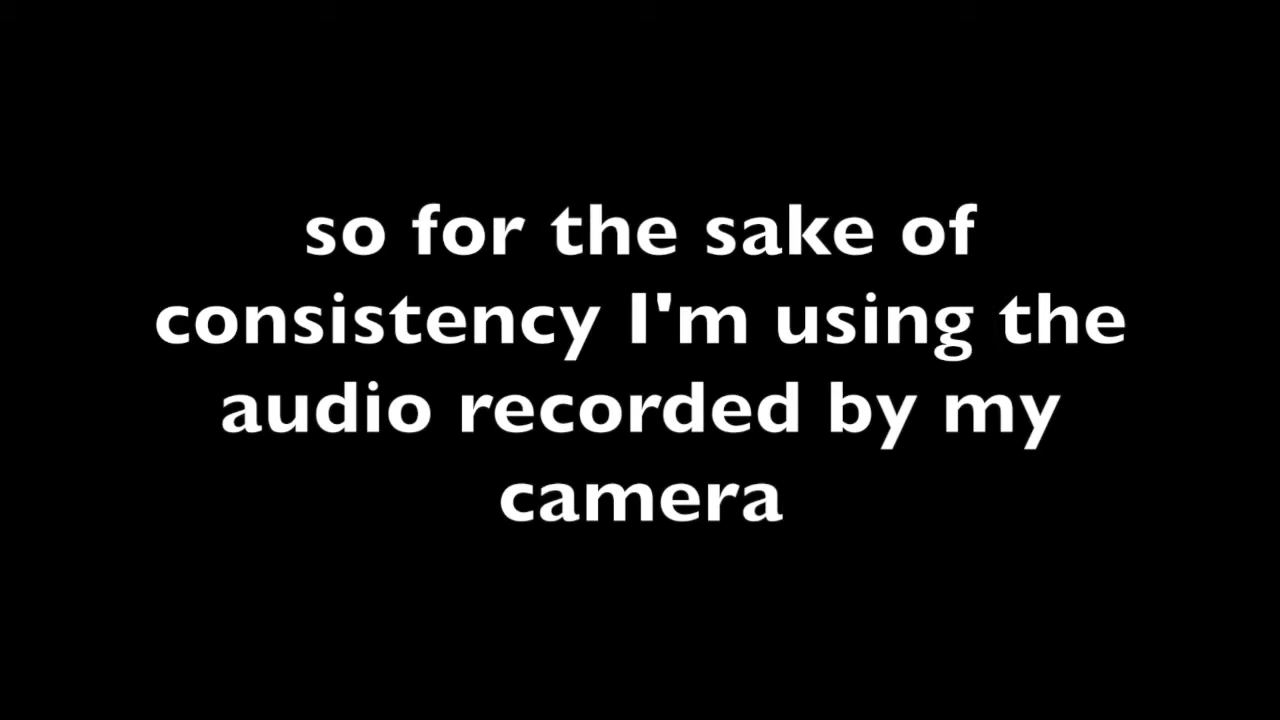 so for the sake of
consistency I'm using the
audio recorded by my
camera